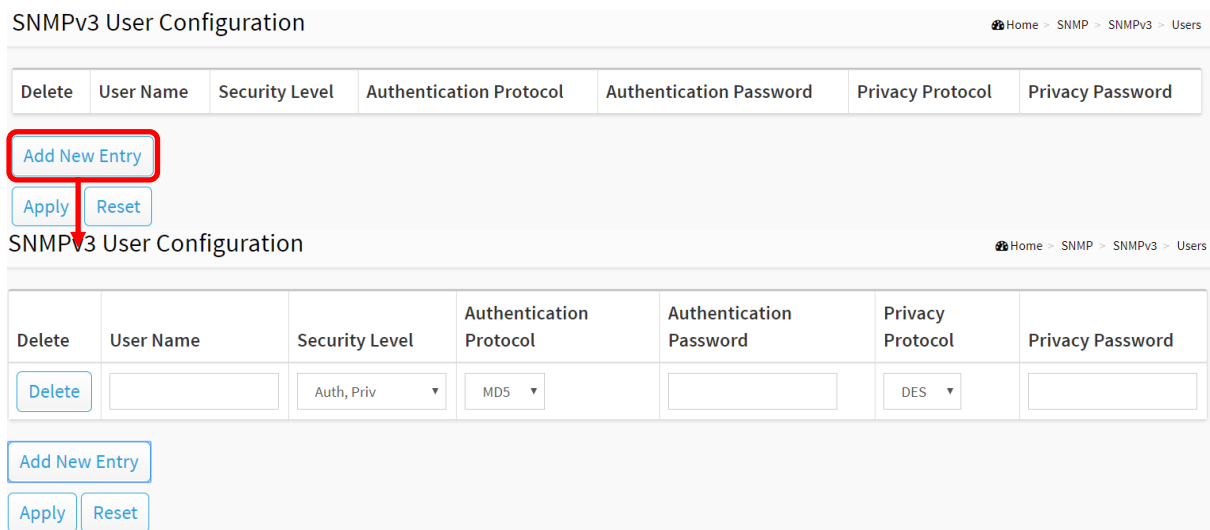 SNMPv3 User Configuration
Home > SNMP > SNMPv3 > Users
Delete User Name Security Level Authentication Protocol Authentication Password Privacy Protocol Privacy Password
Add New Entry
Apply Reset
SNMPv3 User Configuration
Home > SNMP > SNMPv3 > Users
Delete User Name Security Level Authentication Protocol Authentication Password Privacy Protocol Privacy Password
Delete Auth, Priv MD5 DES
Add New Entry
Apply Reset